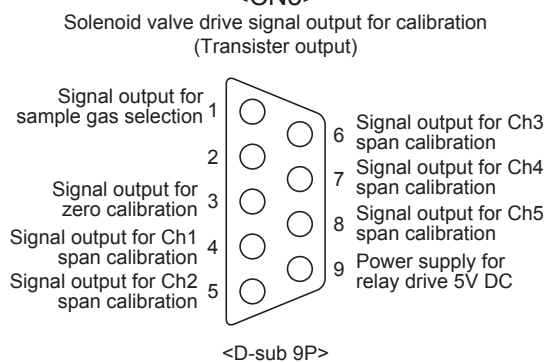 Solenoid valve drive signal output for calibration
(Transister output)
Signal output for
sample gas selection 1
2
Signal output for
zero calibration 3
Signal output for Ch1
span calibration 4
Signal output for Ch2
span calibration 5
6 Signal output for Ch3
span calibration
7 Signal output for Ch4
span calibration
8 Signal output for Ch5
span calibration
9 Power supply for
relay drive 5V DC
<D-sub 9P>